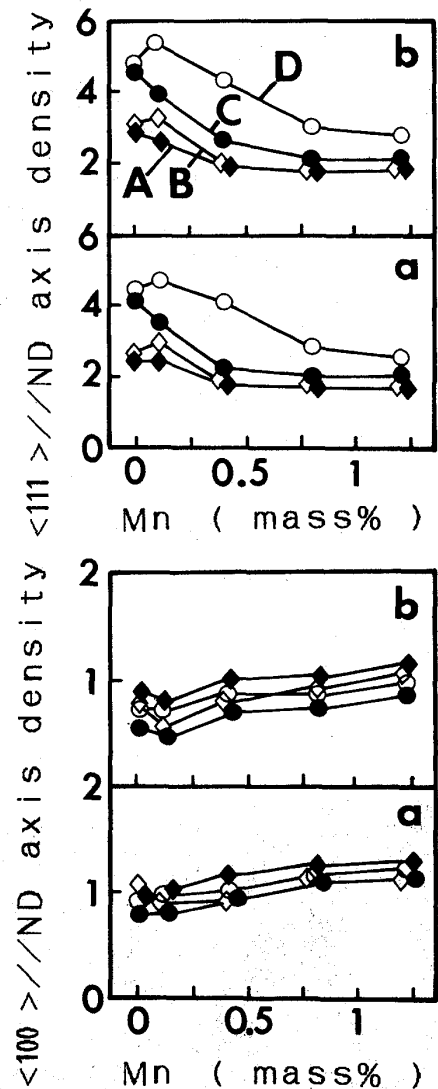 <111>//ND axis density
6
4
2
6
4
2
0
b
D
C
A
B
a
0
0.5
1
Mn ( mass% )
<100>//ND axis density
2
1
2
1
0
b
a
0
0.5
1
Mn ( mass% )